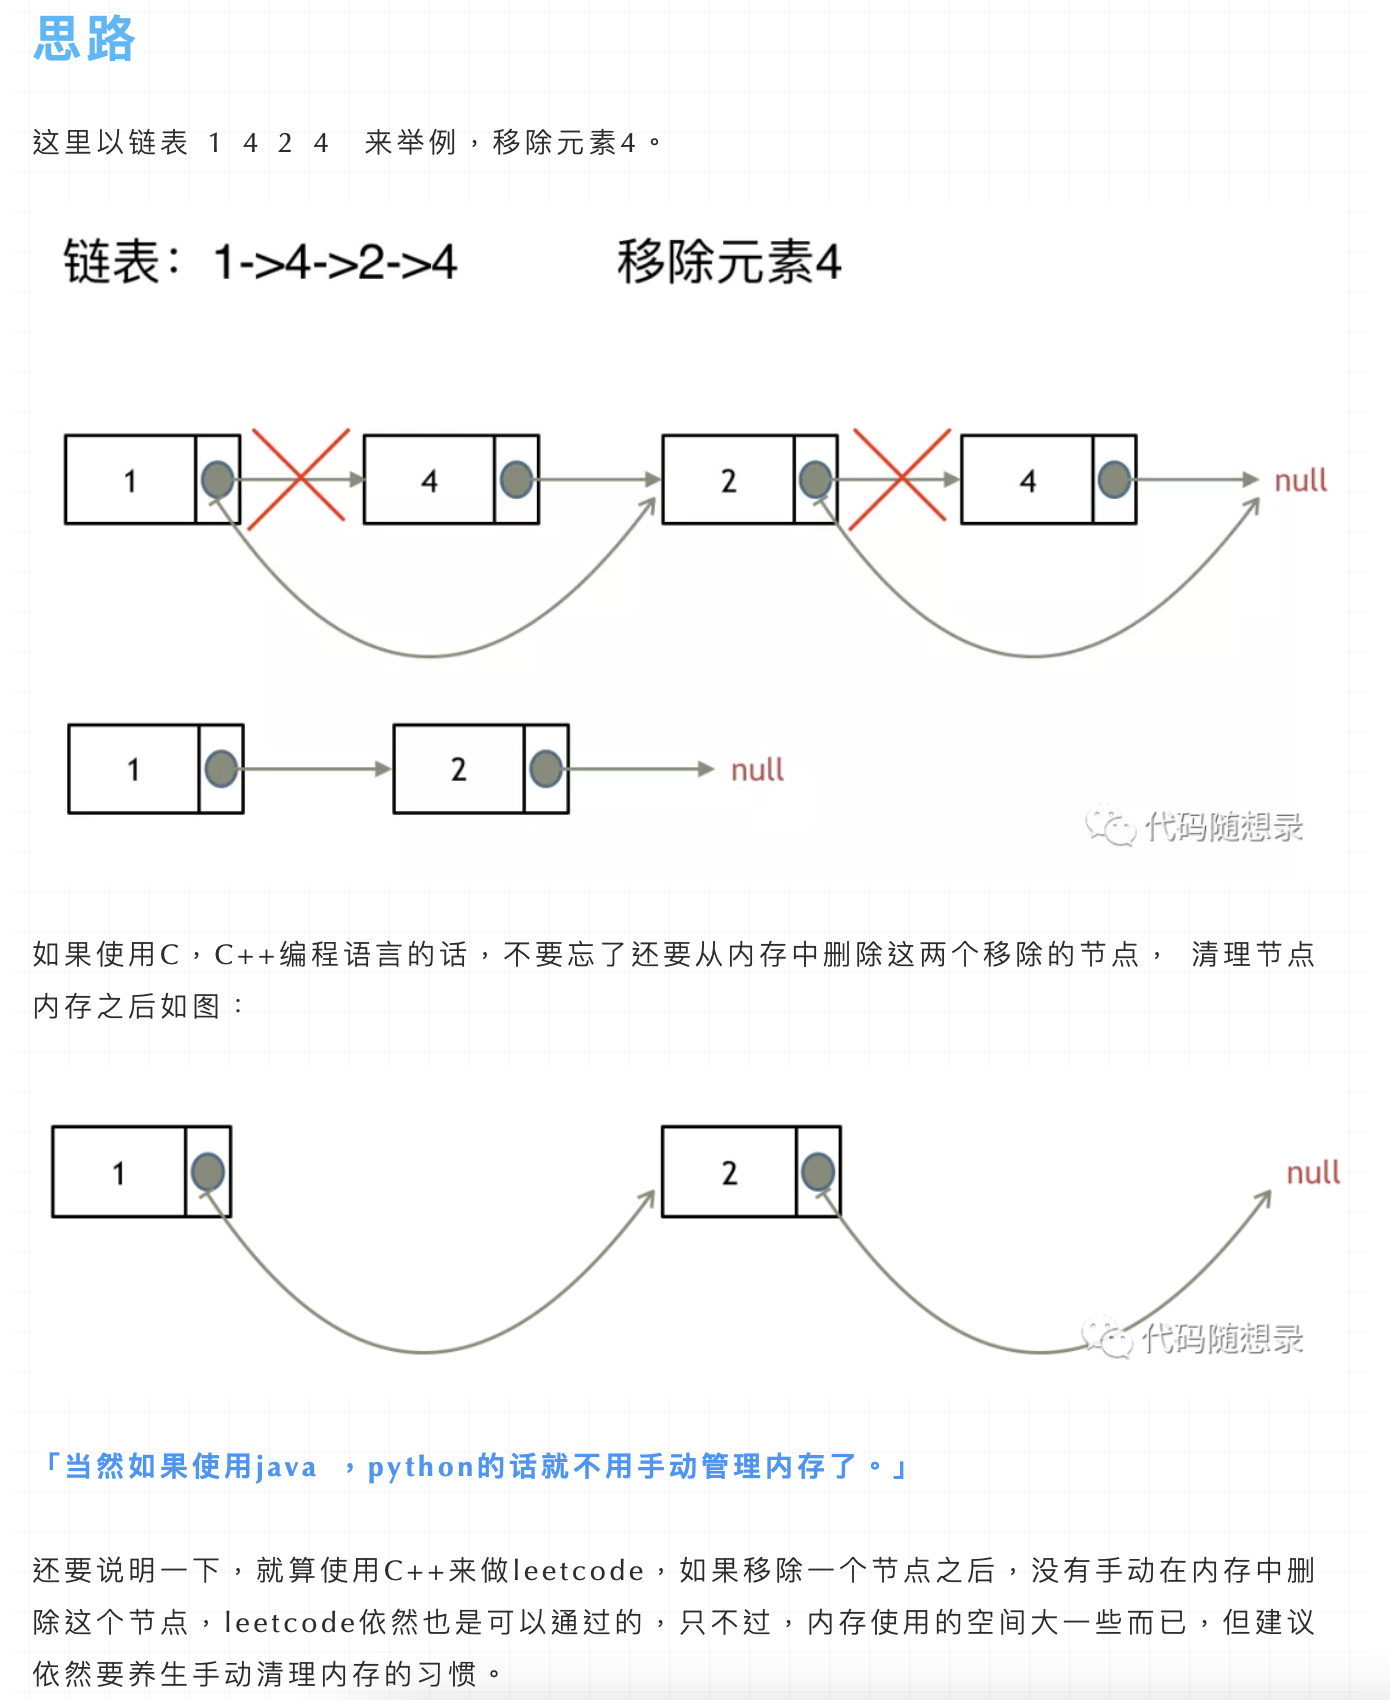 思路
这里以链表 1 4 2 4 来举例，移除元素4。
链表：1->4->2->4 移除元素4
1 4 2 4 null
1 2 null
代码随想录
如果使用C，C++编程语言的话，不要忘了还要从内存中删除这两个移除的节点， 清理节点
内存之后如图：
1 2 null
代码随想录
「当然如果使用java ，python的话就不用手动管理内存了。」
还要说明一下，就算使用C++来做leetcode，如果移除一个节点之后，没有手动在内存中删
除这个节点，leetcode依然也是可以通过的，只不过，内存使用的空间大一些而已，但建议
依然要养生手动清理内存的习惯。